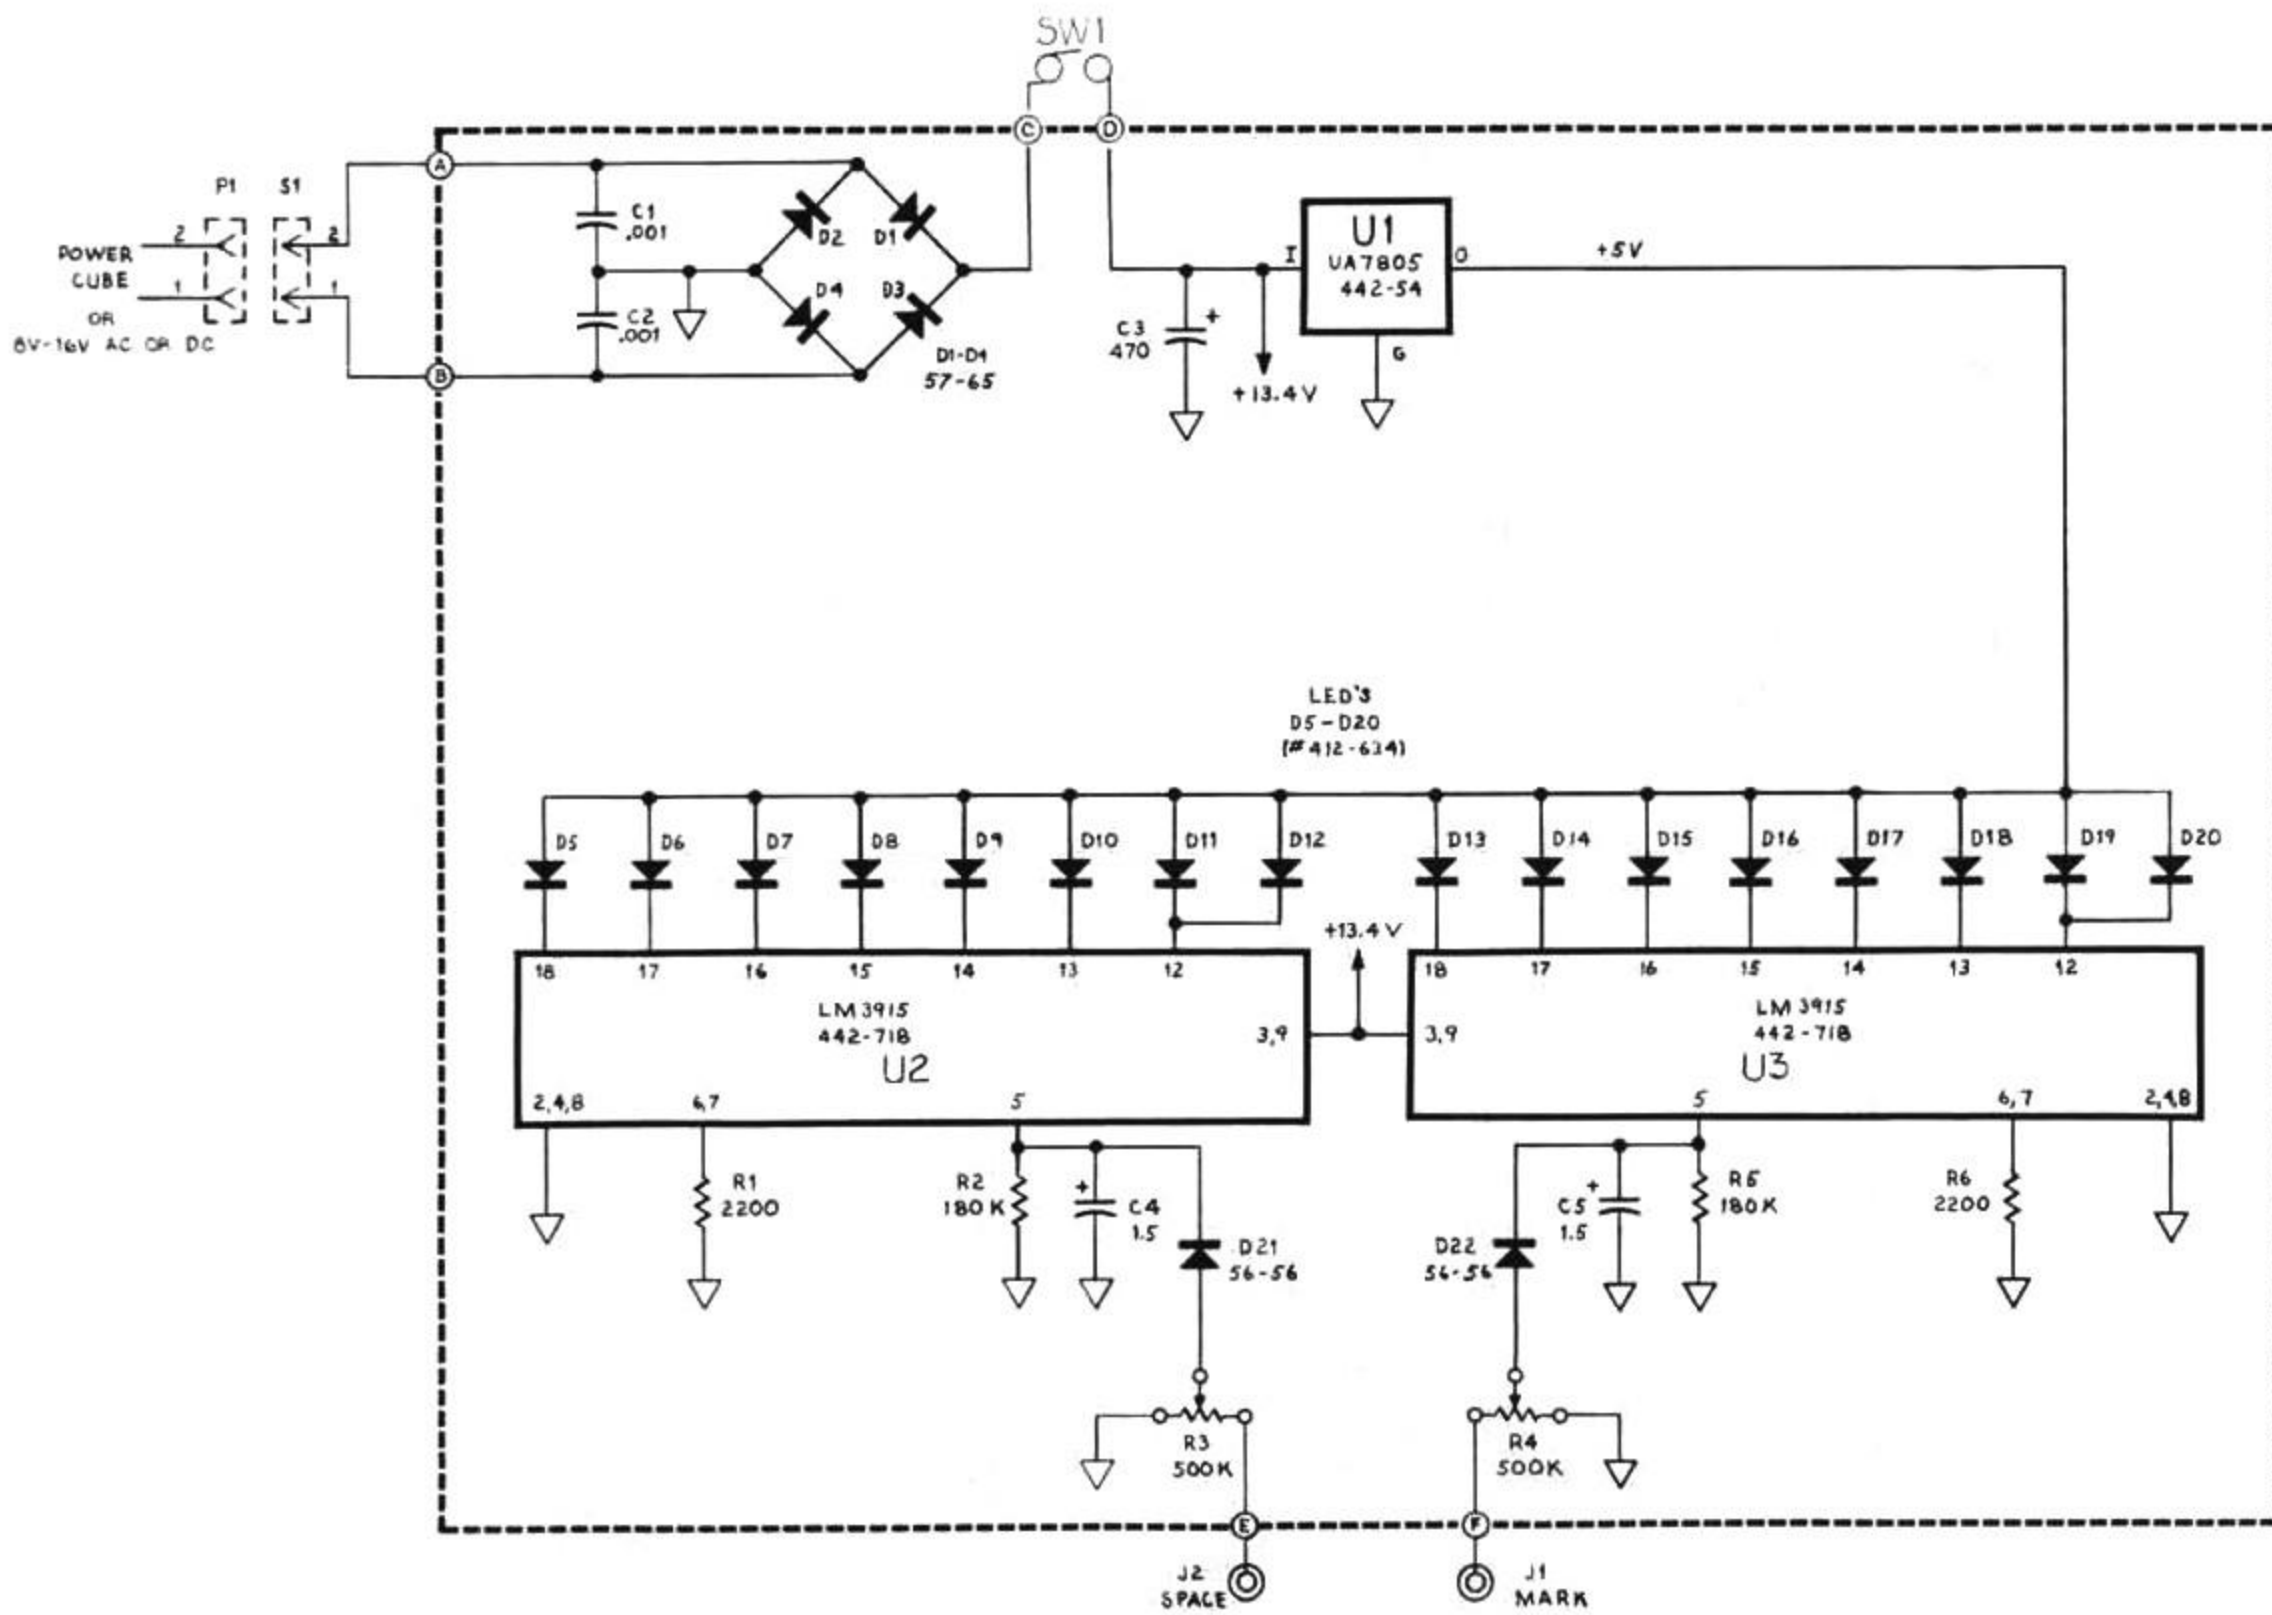 SW1
C D
A
P1 S1
2 2
POWER
CUBE
1 1
OR
8V-16V AC OR DC
B
C1
.001
C2
.001
D2 D1
D4 D3
D1-D4
57-65
C3
470
+
+13.4V
I
U1
UA7805
442-54
O
G
+5V
LED'S
D5-D20
(#412-634)
D5 D6 D7 D8 D9 D10 D11 D12 D13 D14 D15 D16 D17 D18 D19 D20
+13.4V
18 17 16 15 14 13 12
LM3915
442-718
U2
3,9
2,4,8 6,7 5
18 17 16 15 14 13 12
LM3915
442-718
U3
3,9
5 6,7 2,4,8
R1
2200
R2
180K
+
C4
1.5
D21
56-56
D22
56-56
+
C5
1.5
R5
180K
R6
2200
R3
500K
R4
500K
E F
J2
SPACE
J1
MARK